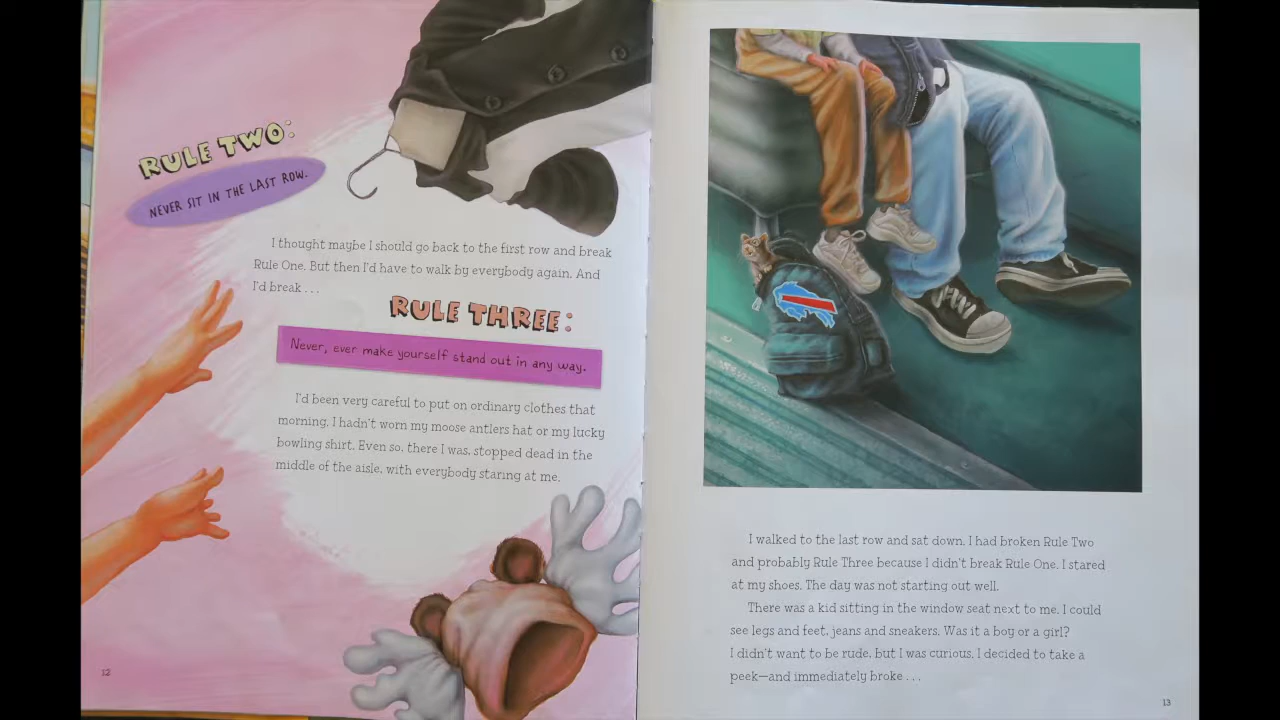 RULE TWO:
NEVER SIT IN THE LAST ROW.
I thought maybe I should go back to the first row and break
Rule One. But then I'd have to walk by everybody again. And
I'd break . . .
RULE THREE:
Never, ever make yourself stand out in any way.
I'd been very careful to put on ordinary clothes that
morning. I hadn't worn my moose antlers hat or my lucky
bowling shirt. Even so, there I was, stopped dead in the
middle of the aisle, with everybody staring at me.
12
I walked to the last row and sat down. I had broken Rule Two
and probably Rule Three because I didn't break Rule One. I stared
at my shoes. The day was not starting out well.
There was a kid sitting in the window seat next to me. I could
see legs and feet, jeans and sneakers. Was it a boy or a girl?
I didn't want to be rude, but I was curious. I decided to take a
peek—and immediately broke . . .
13